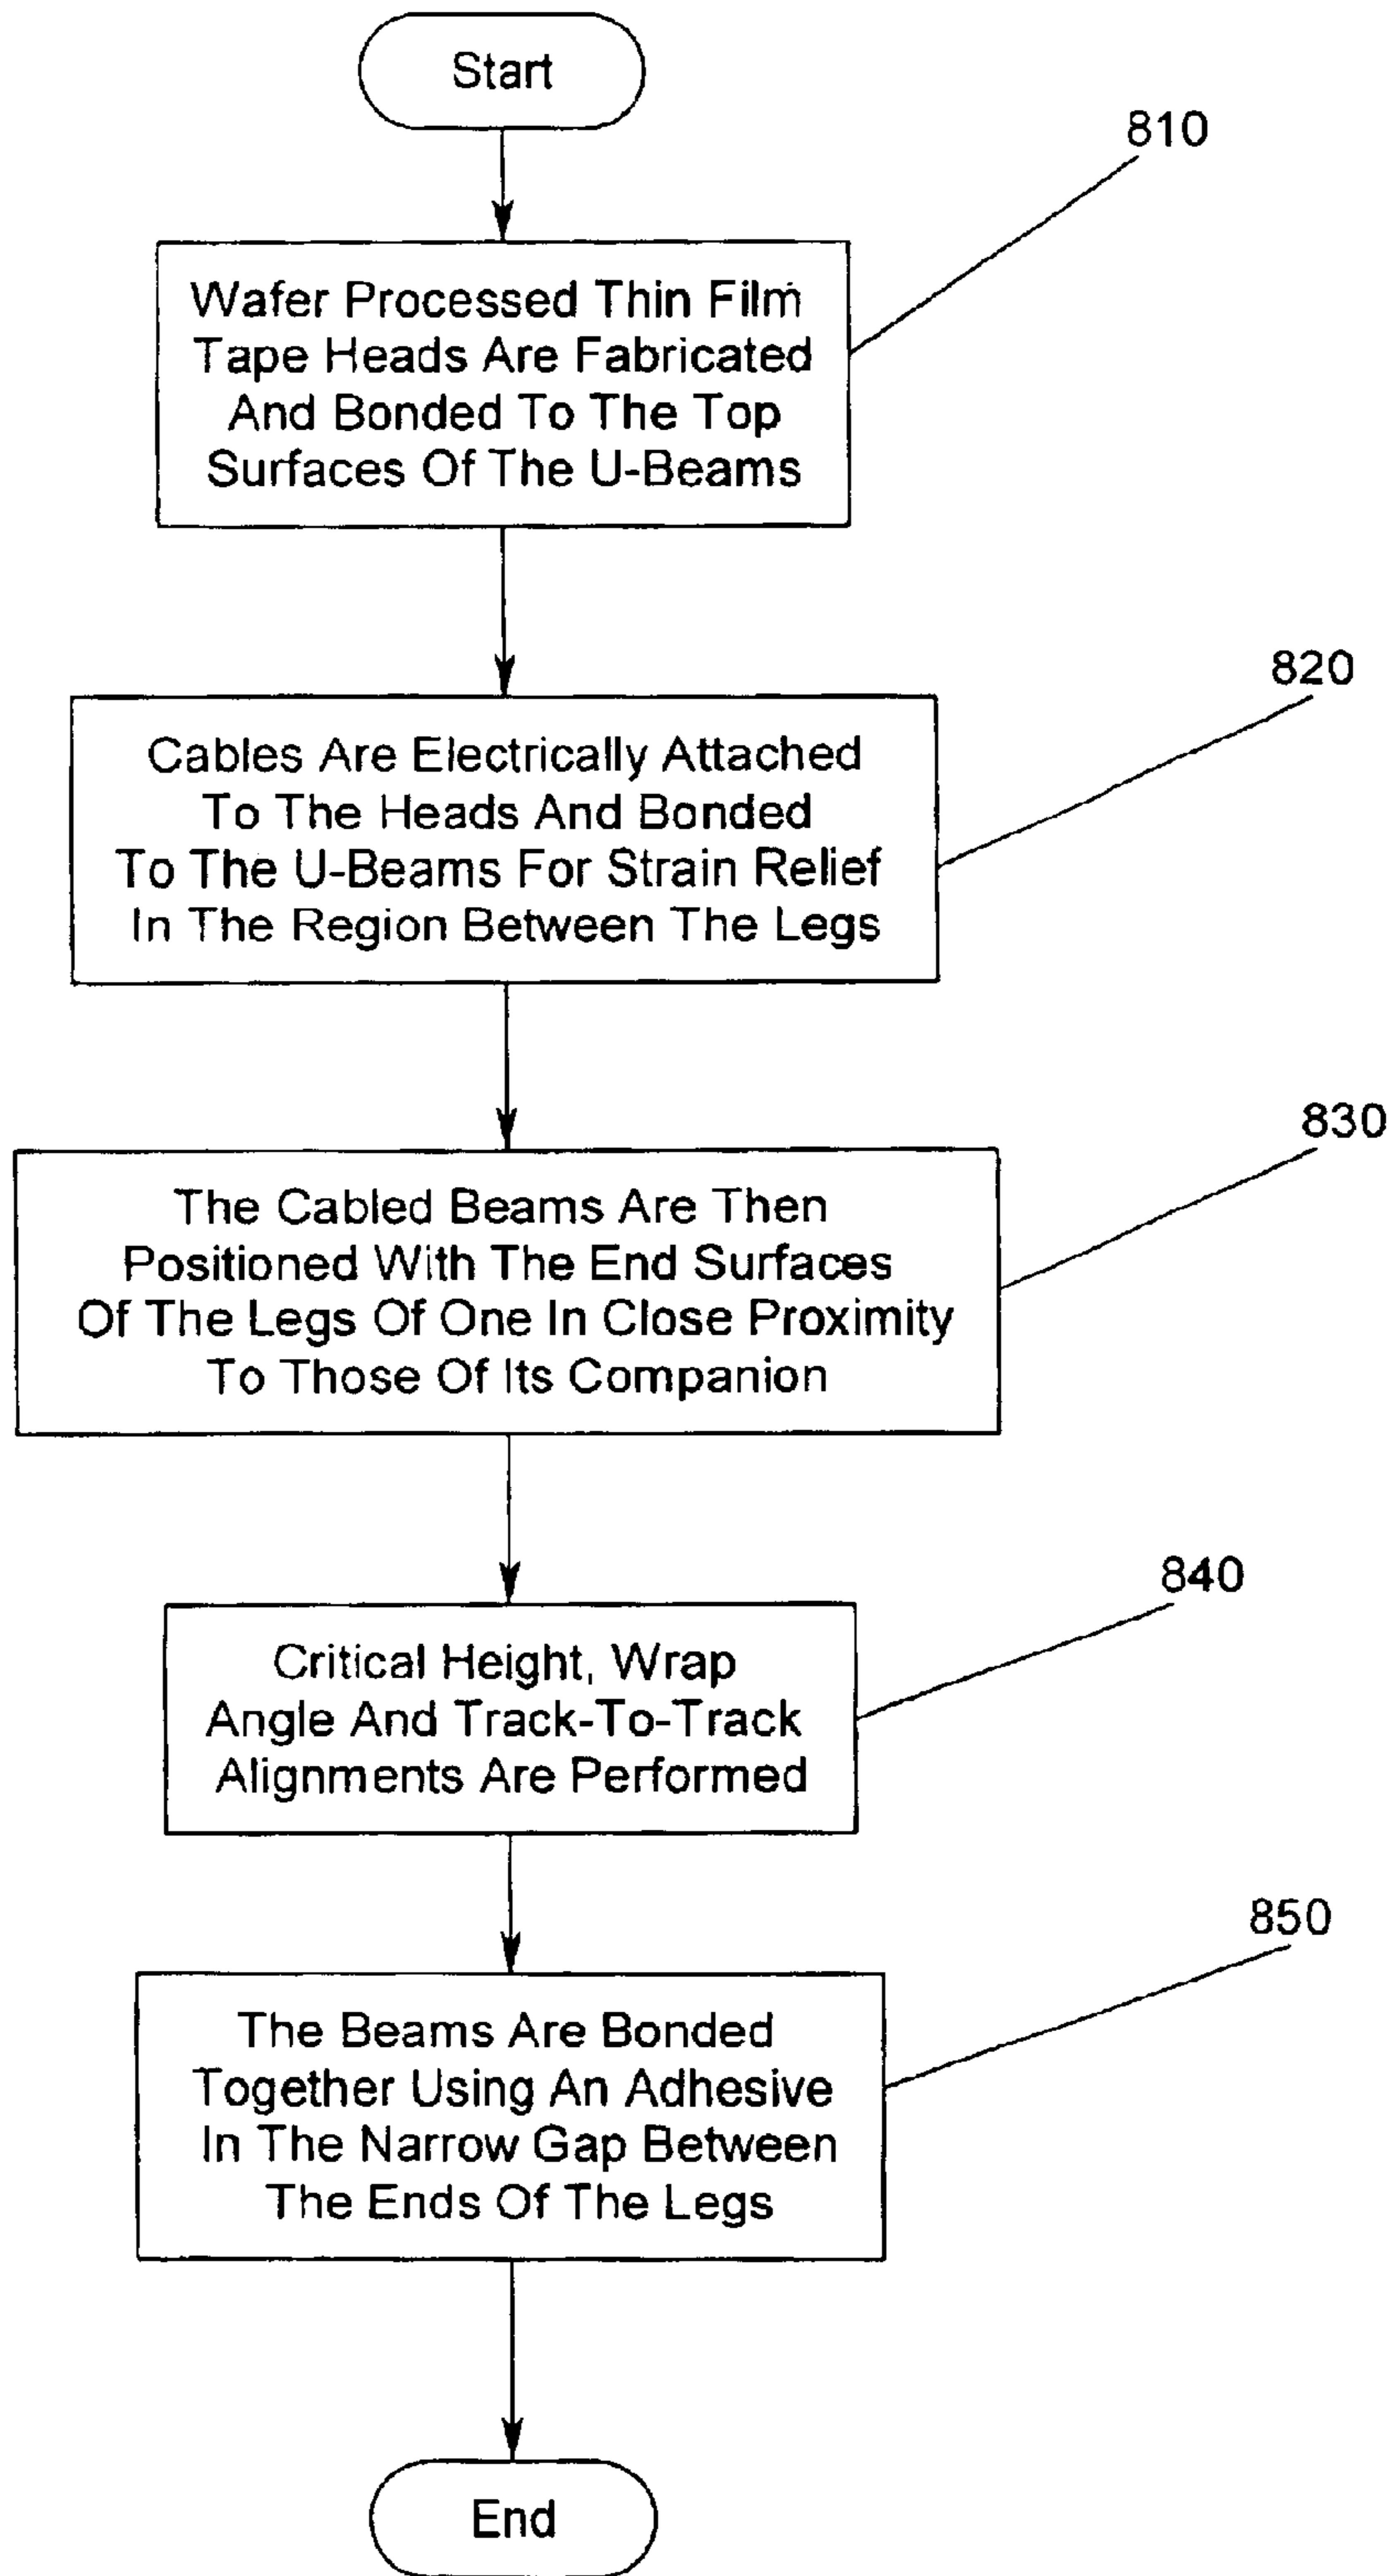 Start
810
Wafer Processed Thin Film
Tape Heads Are Fabricated
And Bonded To The Top
Surfaces Of The U-Beams
820
Cables Are Electrically Attached
To The Heads And Bonded
To The U-Beams For Strain Relief
In The Region Between The Legs
830
The Cabled Beams Are Then
Positioned With The End Surfaces
Of The Legs Of One In Close Proximity
To Those Of Its Companion
840
Critical Height, Wrap
Angle And Track-To-Track
Alignments Are Performed
850
The Beams Are Bonded
Together Using An Adhesive
In The Narrow Gap Between
The Ends Of The Legs
End